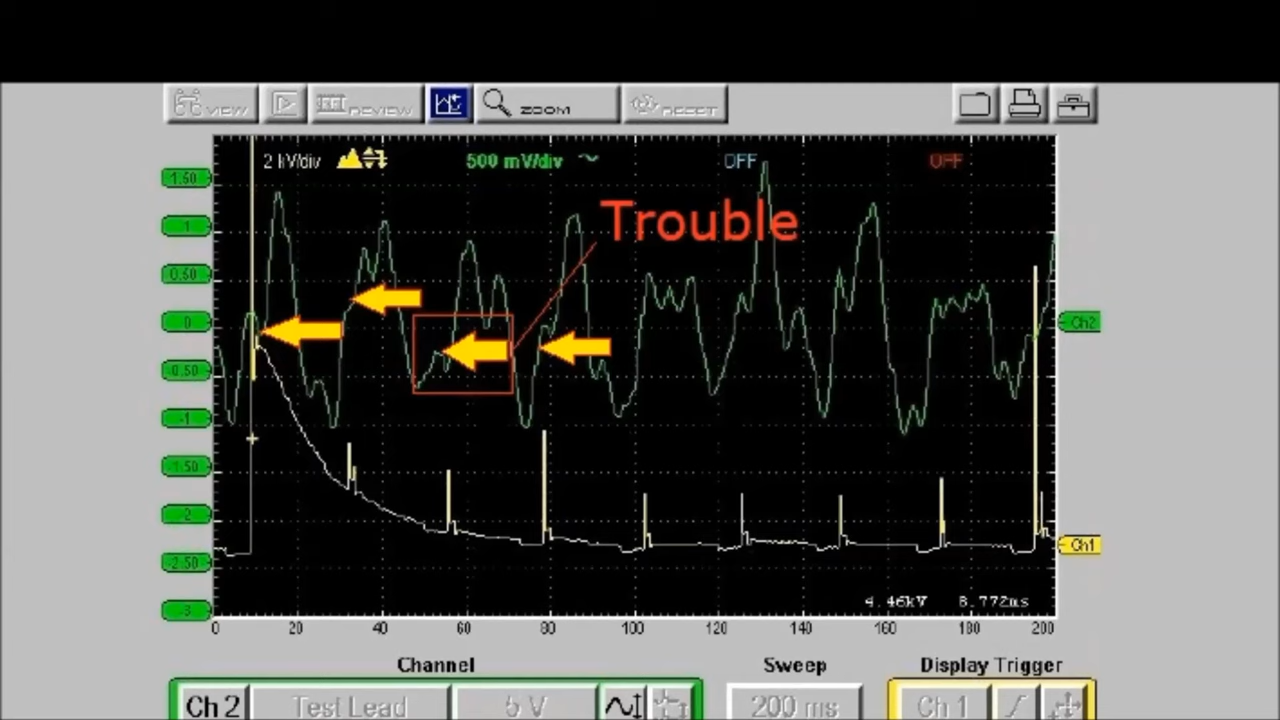 VIEW REVIEW ZOOM RESET
2 kV/div 500 mV/div OFF OFF
1.50
1
0.50
0
-0.50
-1
-1.50
-2
-2.50
-3
Trouble
Ch2
Ch1
4.46kV 8.772ms
0 20 40 60 80 100 120 140 160 180 200
Channel Sweep Display Trigger
Ch 2 Test Lead 5 V 200 ms Ch 1